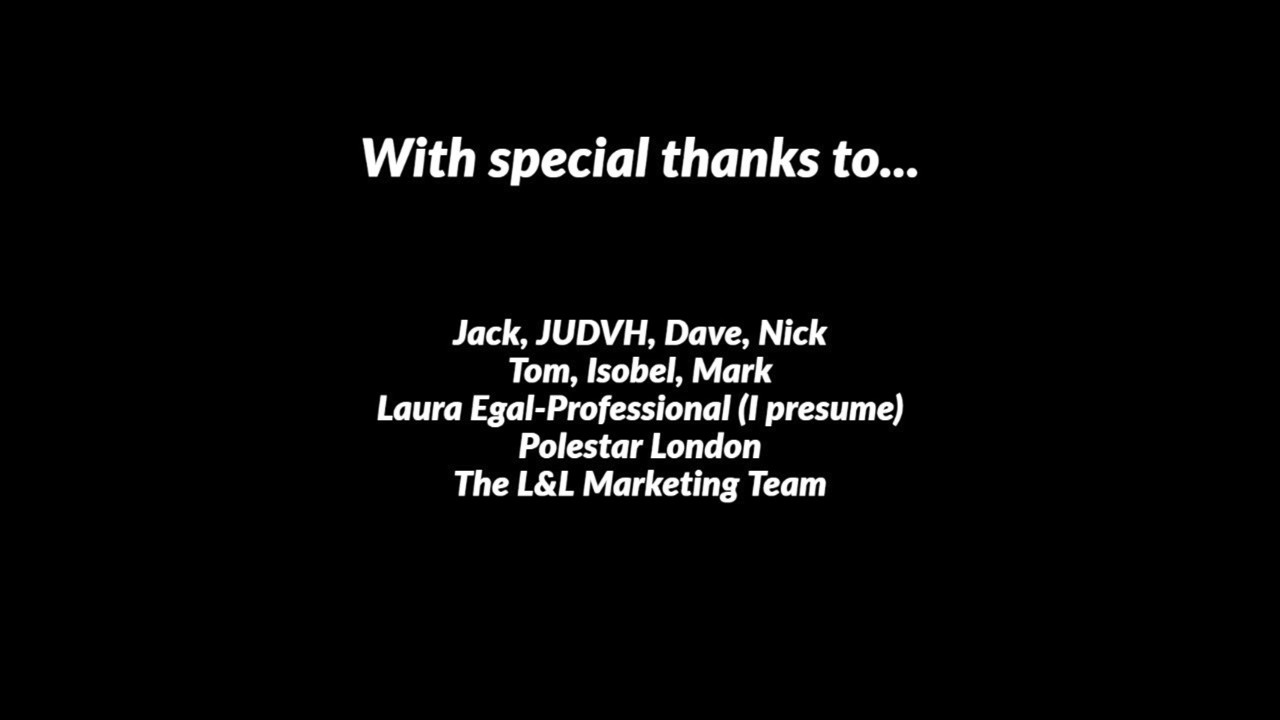 With special thanks to...
Jack, JUDVH, Dave, Nick
Tom, Isobel, Mark
Laura Egal-Professional (I presume)
Polestar London
The L&L Marketing Team